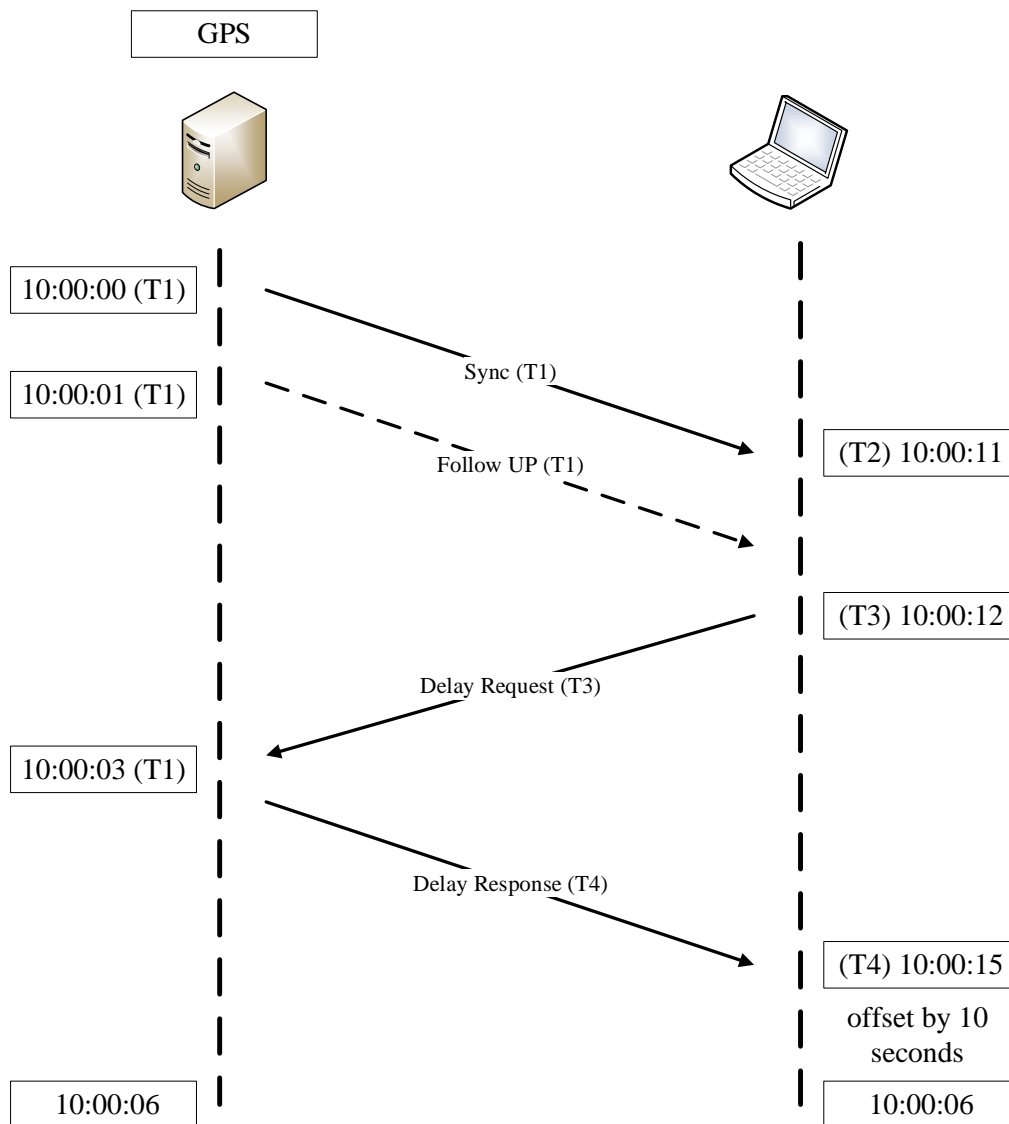 GPS
10:00:00 (T1)
Sync (T1)
10:00:01 (T1)
(T2) 10:00:11
Follow UP (T1)
(T3) 10:00:12
Delay Request (T3)
10:00:03 (T1)
Delay Response (T4)
(T4) 10:00:15
offset by 10
seconds
10:00:06
10:00:06